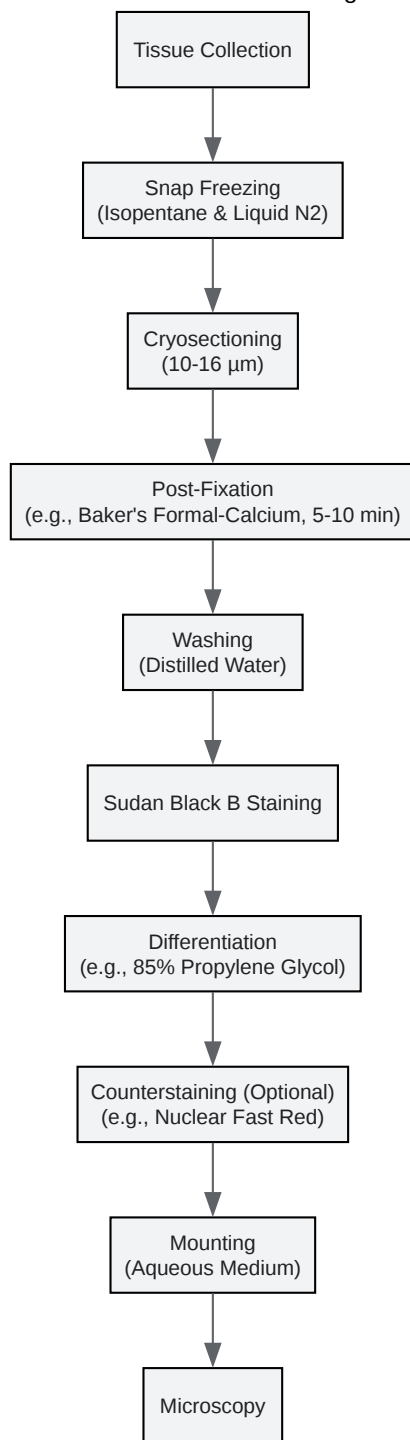 Tissue Collection
Snap Freezing
(Isopentane & Liquid N2)
Cryosectioning
(10-16 µm)
Post-Fixation
(e.g., Baker's Formal-Calcium, 5-10 min)
Washing
(Distilled Water)
Sudan Black B Staining
Differentiation
(e.g., 85% Propylene Glycol)
Counterstaining (Optional)
(e.g., Nuclear Fast Red)
Mounting
(Aqueous Medium)
Microscopy